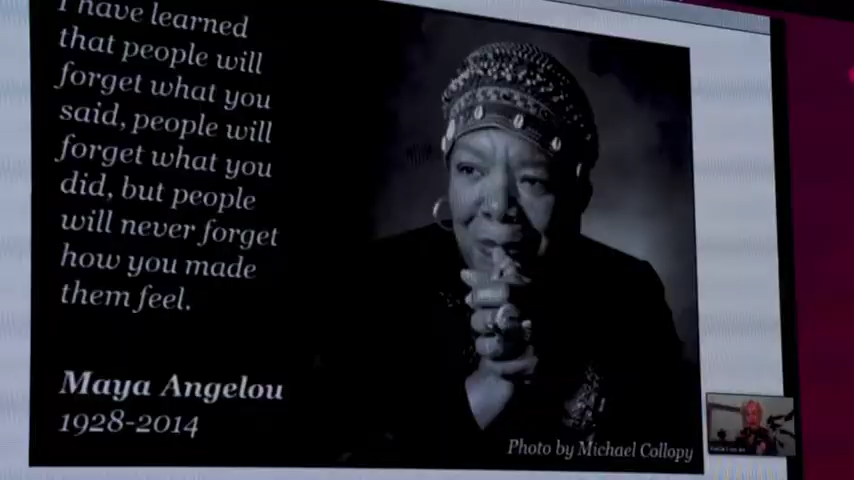 I have learned
that people will
forget what you
said, people will
forget what you
did, but people
will never forget
how you made
them feel.
Maya Angelou
1928-2014
Photo by Michael Collopy